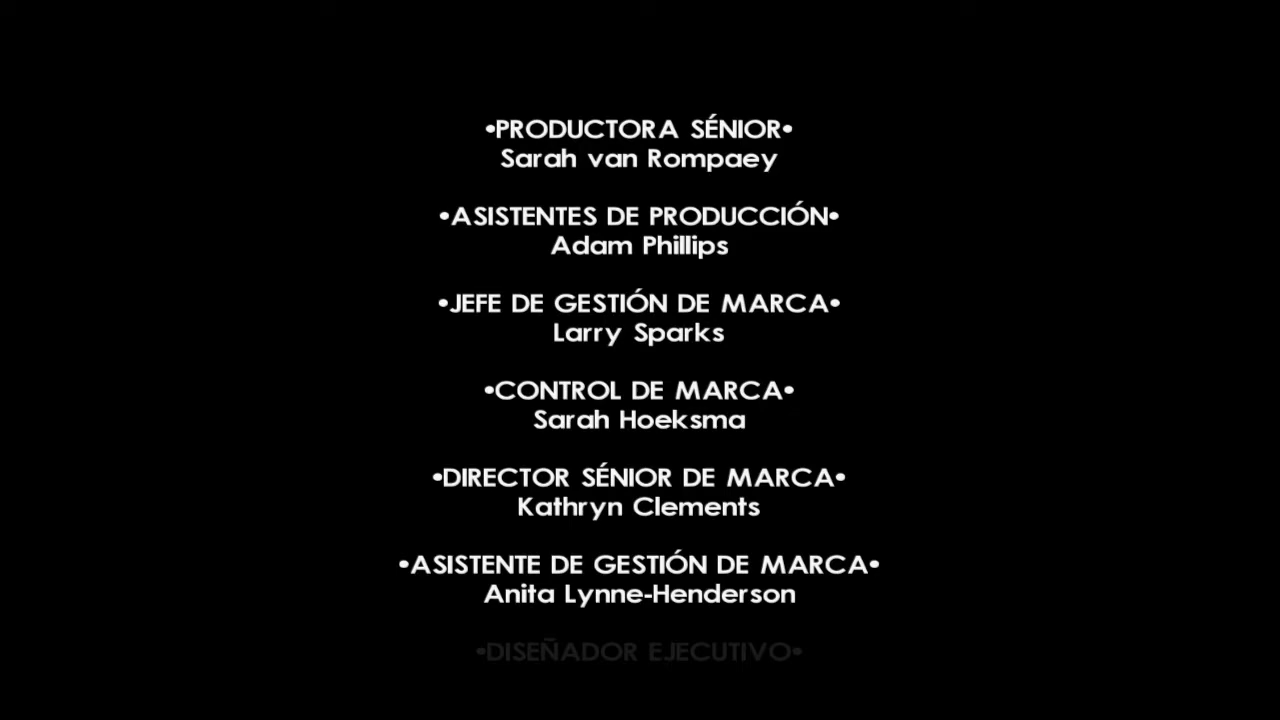 •PRODUCTORA SÉNIOR•
Sarah van Rompaey
•ASISTENTES DE PRODUCCIÓN•
Adam Phillips
•JEFE DE GESTIÓN DE MARCA•
Larry Sparks
•CONTROL DE MARCA•
Sarah Hoeksma
•DIRECTOR SÉNIOR DE MARCA•
Kathryn Clements
•ASISTENTE DE GESTIÓN DE MARCA•
Anita Lynne-Henderson
•DISEÑADOR EJECUTIVO•